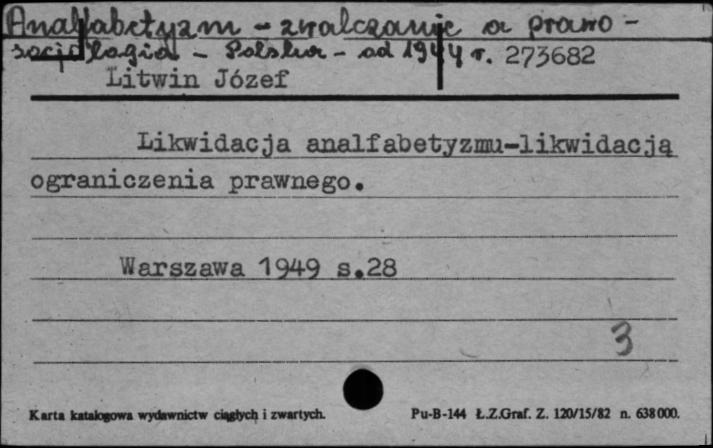 Analfabetyzm - zwalczanie a prawo -
socjologia - Polska - od 1944 r. 273682
Litwin Józef
Likwidacja analfabetyzmu-likwidacją
ograniczenia prawnego.
Warszawa 1949 s.28
3
Karta katalogowa wydawnictw ciągłych i zwartych. Pu-B-144 Ł.Z.Graf. Z. 120/15/82 n. 638000.